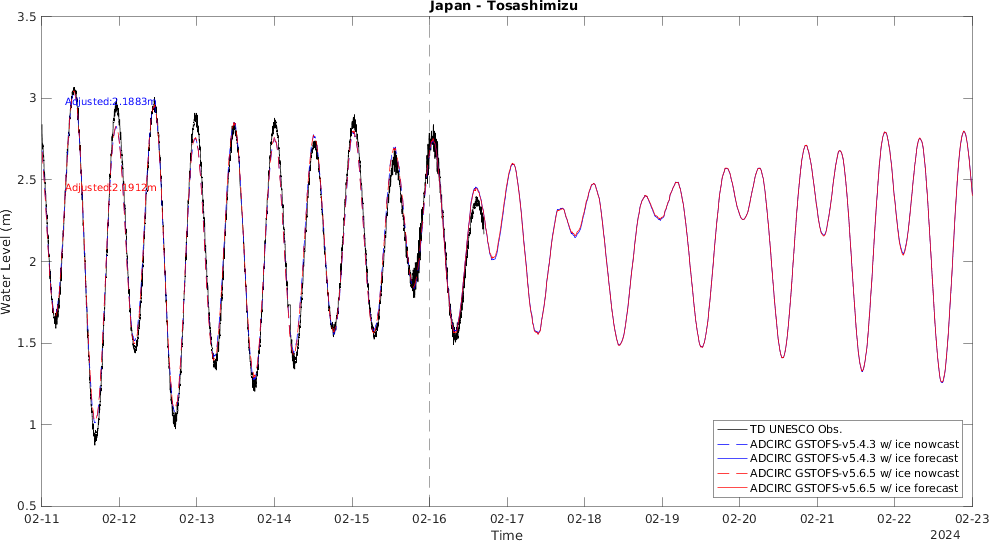 Japan - Tosashimizu
3.5
3
2.5
2
1.5
1
0.5
Water Level (m)
Adjusted:2.1883m
Adjusted:2.1912m
TD UNESCO Obs.
ADCIRC GSTOFS-v5.4.3 w/ ice nowcast
ADCIRC GSTOFS-v5.4.3 w/ ice forecast
ADCIRC GSTOFS-v5.6.5 w/ ice nowcast
ADCIRC GSTOFS-v5.6.5 w/ ice forecast
02-11 02-12 02-13 02-14 02-15 02-16 02-17 02-18 02-19 02-20 02-21 02-22 02-23
Time
2024